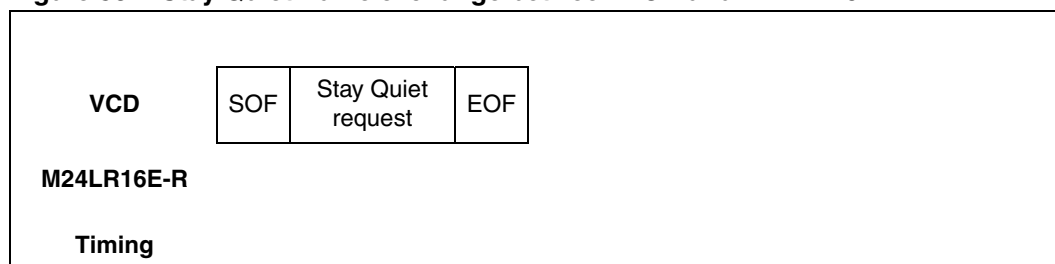 VCD
SOF
Stay Quiet
request
EOF
M24LR16E-R
Timing